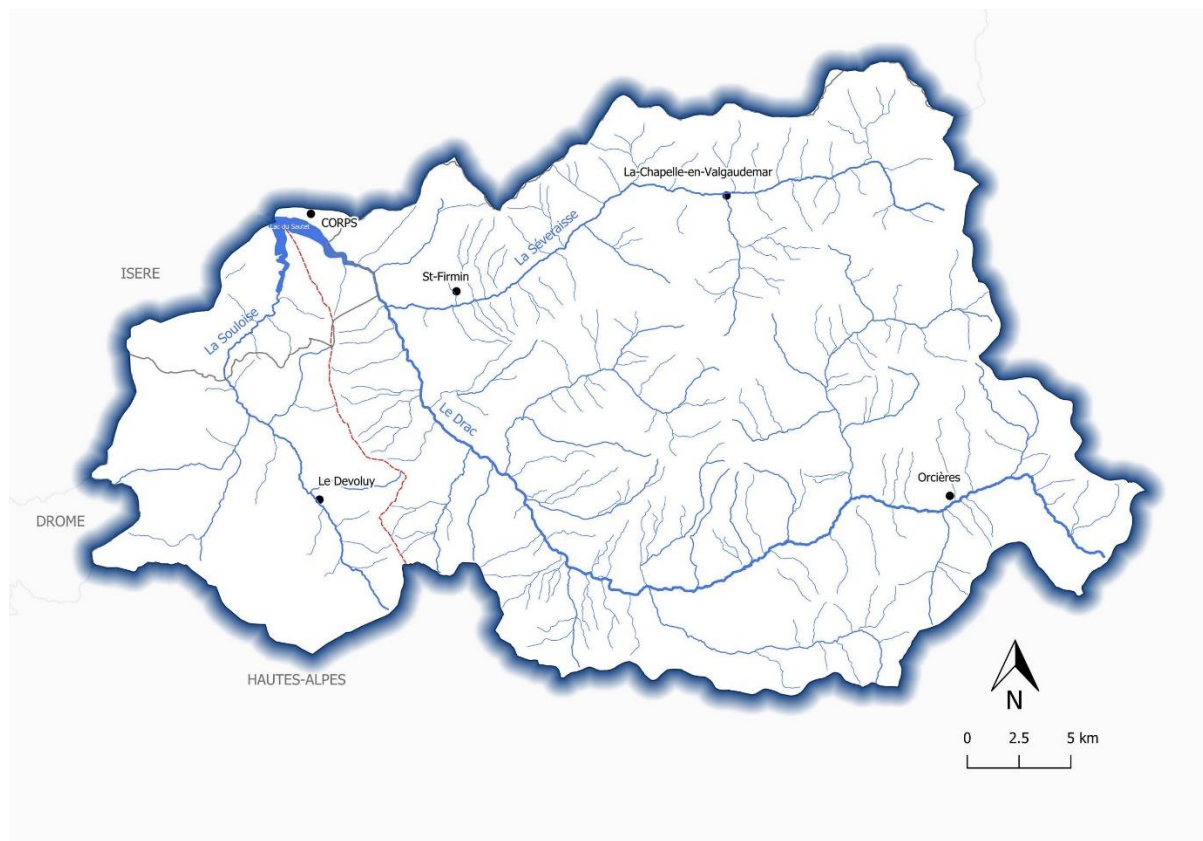 La-Chapelle-en-Valgaudemar
CORPS
Lac du Sautet
La Séveraisse
ISERE
St-Firmin
La Souloise
Le Drac
Le Devoluy
Orcières
DROME
HAUTES-ALPES
N
0 2.5 5 km